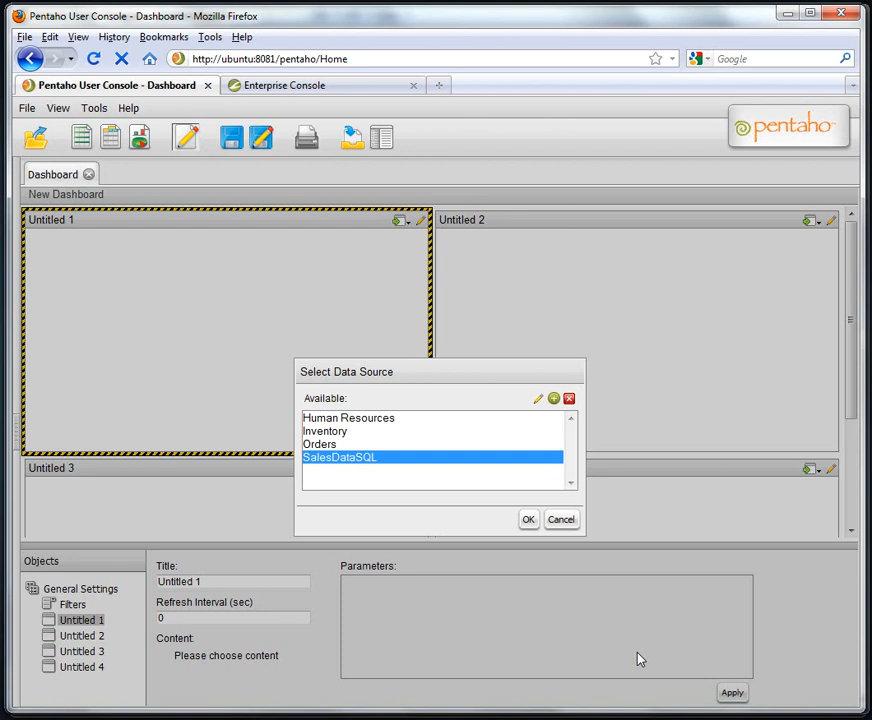 Pentaho User Console - Dashboard - Mozilla Firefox
File Edit View History Bookmarks Tools Help
http://ubuntu:8081/pentaho/Home
Google
Pentaho User Console - Dashboard
Enterprise Console
File View Tools Help
pentaho
Dashboard
New Dashboard
Untitled 1
Untitled 2
Select Data Source
Available:
Human Resources
Inventory
Orders
SalesDataSQL
OK Cancel
Untitled 3
Objects
General Settings
Filters
Untitled 1
Untitled 2
Untitled 3
Untitled 4
Title:
Untitled 1
Refresh Interval (sec)
0
Content:
Please choose content
Parameters:
Apply